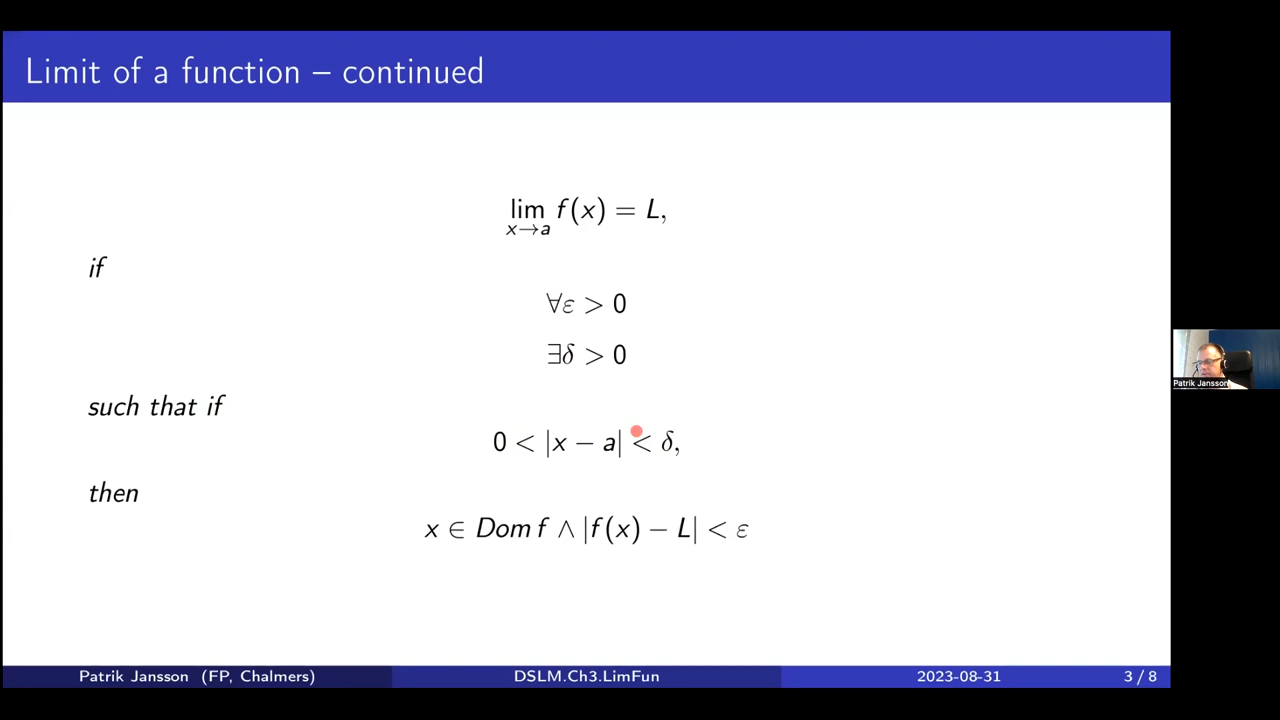 Limit of a function – continued
lim f(x) = L,
x→a
if
∀ε > 0
∃δ > 0
such that if
0 < |x − a| < δ,
then
x ∈ Dom f ∧ |f(x) − L| < ε
Patrik Jansson
Patrik Jansson (FP, Chalmers) DSLM.Ch3.LimFun 2023-08-31 3 / 8